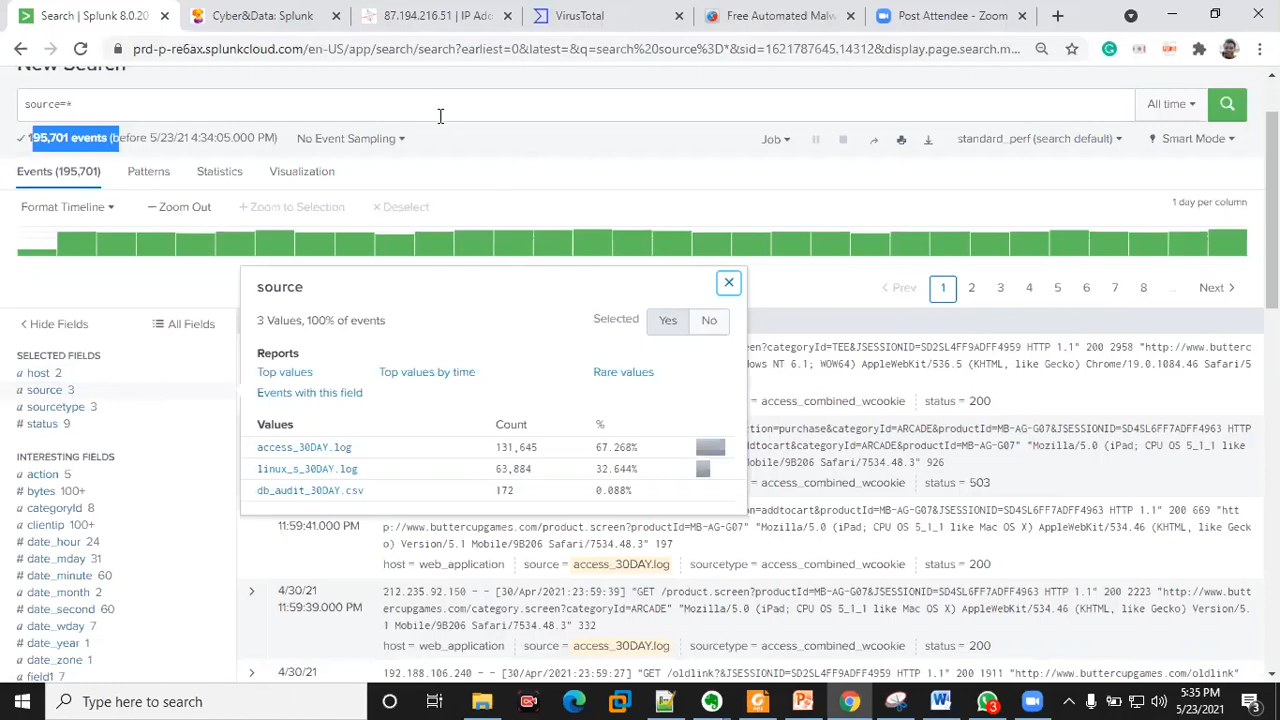 Search | Splunk 8.0.20
Cyber&Data: Splunk
87.194.216.51 | IP Add
VirusTotal
Free Automated Malw
Post Attendee - Zoom
prd-p-re6ax.splunkcloud.com/en-US/app/search/search?earliest=0&latest=&q=search%20source%3D*&sid=1621787645.14312&display.page.search.m...
New Search
source=*
All time
195,701 events (before 5/23/21 4:34:05.000 PM)
No Event Sampling
Job
standard_perf (search default)
Smart Mode
Events (195,701)
Patterns
Statistics
Visualization
Format Timeline
— Zoom Out
+ Zoom to Selection
× Deselect
1 day per column
source
3 Values, 100% of events
Selected
Yes
No
Reports
Top values
Top values by time
Rare values
Events with this field
Values Count %
access_30DAY.log 131,645 67.268%
linux_s_30DAY.log 63,884 32.644%
db_audit_30DAY.csv 172 0.088%
< Prev 1 2 3 4 5 6 7 8 ... Next >
< Hide Fields
All Fields
SELECTED FIELDS
a host 2
a source 3
a sourcetype 3
# status 9
INTERESTING FIELDS
a action 5
# bytes 100+
a categoryId 8
a clientip 100+
# date_hour 24
# date_mday 31
# date_minute 60
a date_month 2
# date_second 60
a date_wday 7
# date_year 1
a date_zone 1
a field1 7
?categoryId=TEE&JSESSIONID=SD2SL4FF9ADFF4959 HTTP 1.1" 200 2958 "http://www.butterc
ows NT 6.1; WOW64) AppleWebKit/536.5 (KHTML, like Gecko) Chrome/19.0.1084.46 Safari/5
= access_combined_wcookie
status = 200
ction=purchase&categoryId=ARCADE&productId=MB-AG-G07&JSESSIONID=SD4SL6FF7ADFF4963 HTTP
dtocart&categoryId=ARCADE&productId=MB-AG-G07" "Mozilla/5.0 (iPad; CPU OS 5_1_1 like
ion/5.1 Mobile/9B206 Safari/7534.48.3" 926
= access_combined_wcookie
status = 503
=addtocart&productId=MB-AG-G07&JSESSIONID=SD4SL6FF7ADFF4963 HTTP 1.1" 200 669 "htt
11:59:41.000 PM
p://www.buttercupgames.com/product.screen?productId=MB-AG-G07" "Mozilla/5.0 (iPad; CPU OS 5_1_1 like Mac OS X) AppleWebKit/534.46 (KHTML, like Geck
o) Version/5.1 Mobile/9B206 Safari/7534.48.3" 197
host = web_application
source = access_30DAY.log
sourcetype = access_combined_wcookie
status = 200
4/30/21
11:59:39.000 PM
212.235.92.150 - - [30/Apr/2021:23:59:39] "GET /product.screen?productId=MB-AG-G07&JSESSIONID=SD4SL6FF7ADFF4963 HTTP 1.1" 200 2223 "http://www.butt
ercupgames.com/category.screen?categoryId=ARCADE" "Mozilla/5.0 (iPad; CPU OS 5_1_1 like Mac OS X) AppleWebKit/534.46 (KHTML, like Gecko) Version/5.
1 Mobile/9B206 Safari/7534.48.3" 332
host = web_application
source = access_30DAY.log
sourcetype = access_combined_wcookie
status = 200
4/30/21
192.188.106.240 - - [30/Apr/2021:23:59:27] "GET /oldlink?JSESSIONID=SD2SL4FF9ADFF4959 HTTP 1.1" 200 1911 "http://www.buttercupgames.com/oldlink"
Type here to search
5:35 PM
5/23/2021
3
3